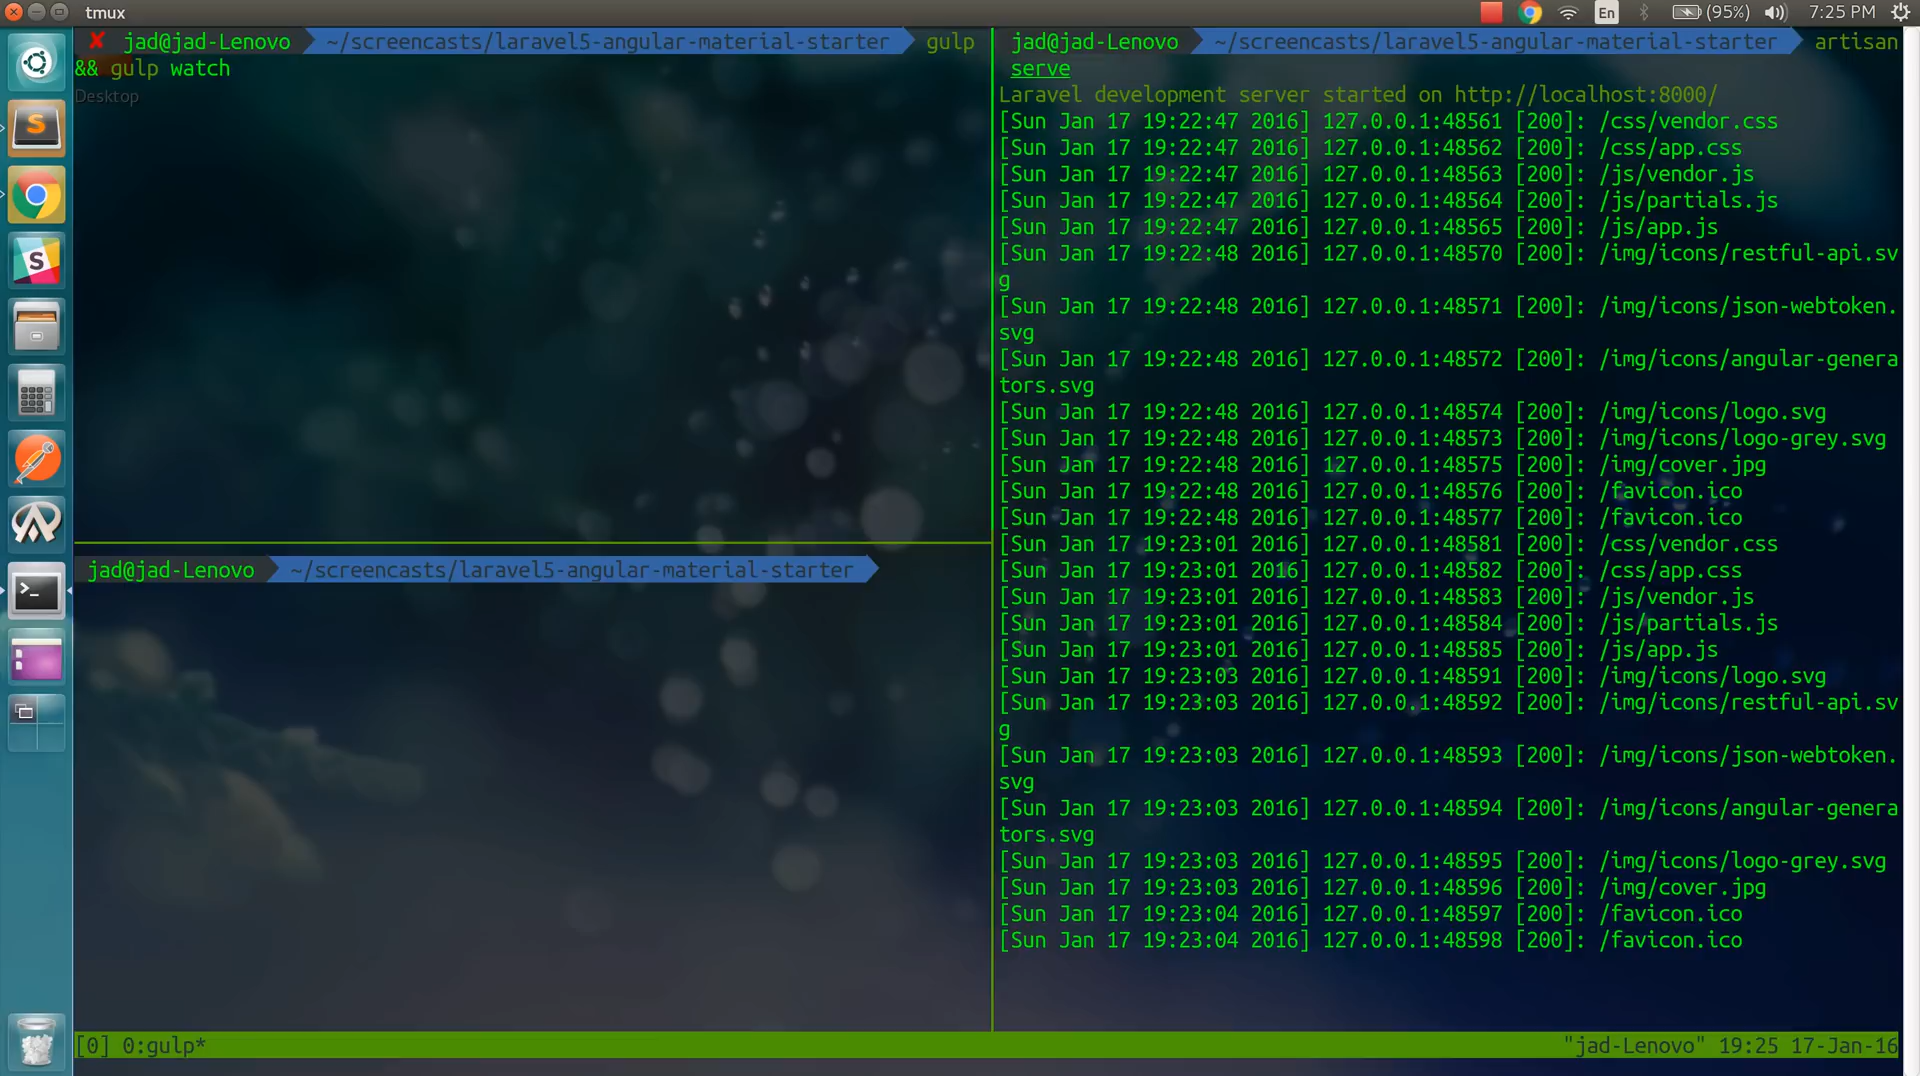 tmux
En
(95%)
7:25 PM
✘ jad@jad-Lenovo ~/screencasts/laravel5-angular-material-starter gulp
&& gulp watch
Desktop
jad@jad-Lenovo ~/screencasts/laravel5-angular-material-starter
jad@jad-Lenovo ~/screencasts/laravel5-angular-material-starter artisan
serve
Laravel development server started on http://localhost:8000/
[Sun Jan 17 19:22:47 2016] 127.0.0.1:48561 [200]: /css/vendor.css
[Sun Jan 17 19:22:47 2016] 127.0.0.1:48562 [200]: /css/app.css
[Sun Jan 17 19:22:47 2016] 127.0.0.1:48563 [200]: /js/vendor.js
[Sun Jan 17 19:22:47 2016] 127.0.0.1:48564 [200]: /js/partials.js
[Sun Jan 17 19:22:47 2016] 127.0.0.1:48565 [200]: /js/app.js
[Sun Jan 17 19:22:48 2016] 127.0.0.1:48570 [200]: /img/icons/restful-api.sv
g
[Sun Jan 17 19:22:48 2016] 127.0.0.1:48571 [200]: /img/icons/json-webtoken.
svg
[Sun Jan 17 19:22:48 2016] 127.0.0.1:48572 [200]: /img/icons/angular-genera
tors.svg
[Sun Jan 17 19:22:48 2016] 127.0.0.1:48574 [200]: /img/icons/logo.svg
[Sun Jan 17 19:22:48 2016] 127.0.0.1:48573 [200]: /img/icons/logo-grey.svg
[Sun Jan 17 19:22:48 2016] 127.0.0.1:48575 [200]: /img/cover.jpg
[Sun Jan 17 19:22:48 2016] 127.0.0.1:48576 [200]: /favicon.ico
[Sun Jan 17 19:22:48 2016] 127.0.0.1:48577 [200]: /favicon.ico
[Sun Jan 17 19:23:01 2016] 127.0.0.1:48581 [200]: /css/vendor.css
[Sun Jan 17 19:23:01 2016] 127.0.0.1:48582 [200]: /css/app.css
[Sun Jan 17 19:23:01 2016] 127.0.0.1:48583 [200]: /js/vendor.js
[Sun Jan 17 19:23:01 2016] 127.0.0.1:48584 [200]: /js/partials.js
[Sun Jan 17 19:23:01 2016] 127.0.0.1:48585 [200]: /js/app.js
[Sun Jan 17 19:23:03 2016] 127.0.0.1:48591 [200]: /img/icons/logo.svg
[Sun Jan 17 19:23:03 2016] 127.0.0.1:48592 [200]: /img/icons/restful-api.sv
g
[Sun Jan 17 19:23:03 2016] 127.0.0.1:48593 [200]: /img/icons/json-webtoken.
svg
[Sun Jan 17 19:23:03 2016] 127.0.0.1:48594 [200]: /img/icons/angular-genera
tors.svg
[Sun Jan 17 19:23:03 2016] 127.0.0.1:48595 [200]: /img/icons/logo-grey.svg
[Sun Jan 17 19:23:03 2016] 127.0.0.1:48596 [200]: /img/cover.jpg
[Sun Jan 17 19:23:04 2016] 127.0.0.1:48597 [200]: /favicon.ico
[Sun Jan 17 19:23:04 2016] 127.0.0.1:48598 [200]: /favicon.ico
[0] 0:gulp*
"jad-Lenovo" 19:25 17-Jan-16